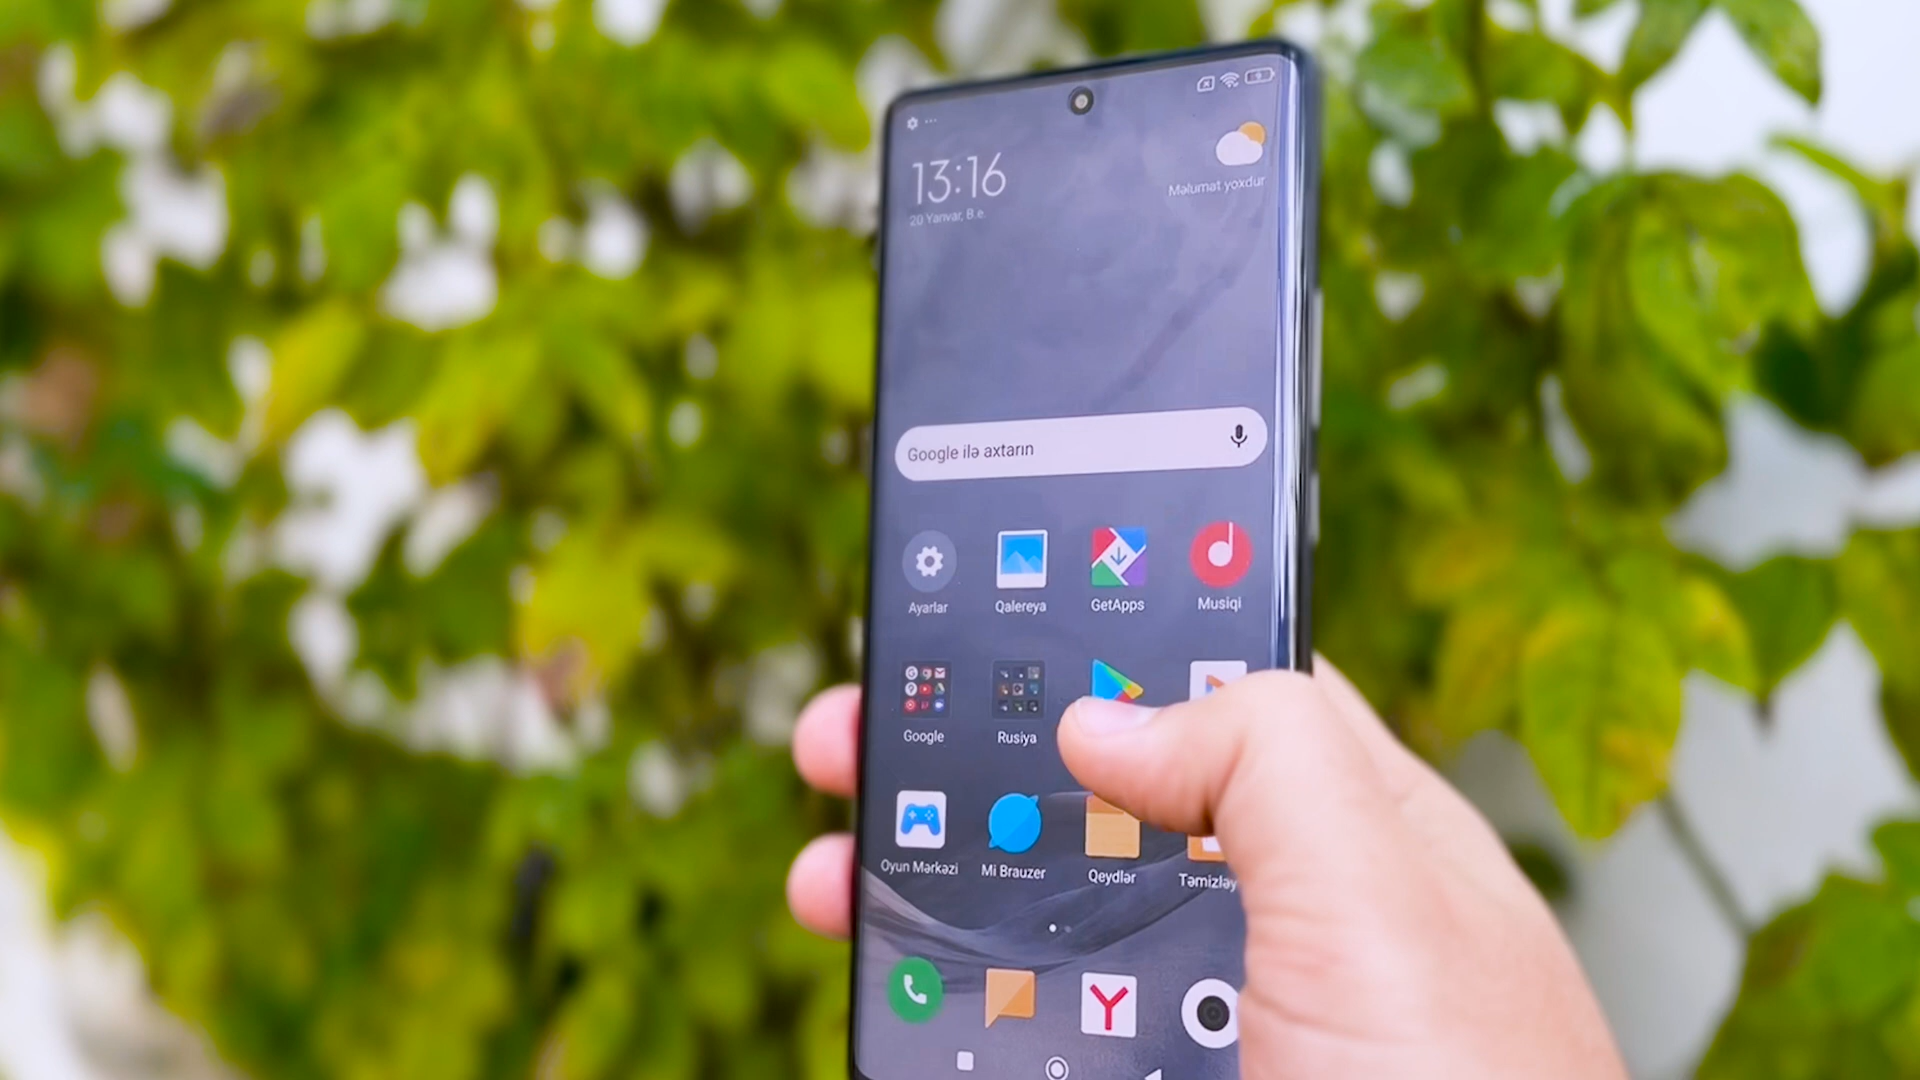 13:16
20 Yanvar, B.e.
Məlumat yoxdur
Google ilə axtarın
Ayarlar
Qalereya
GetApps
Musiqi
Google
Rusiya
Oyun Mərkəzi
Mi Brauzer
Qeydlər
Təmizləy